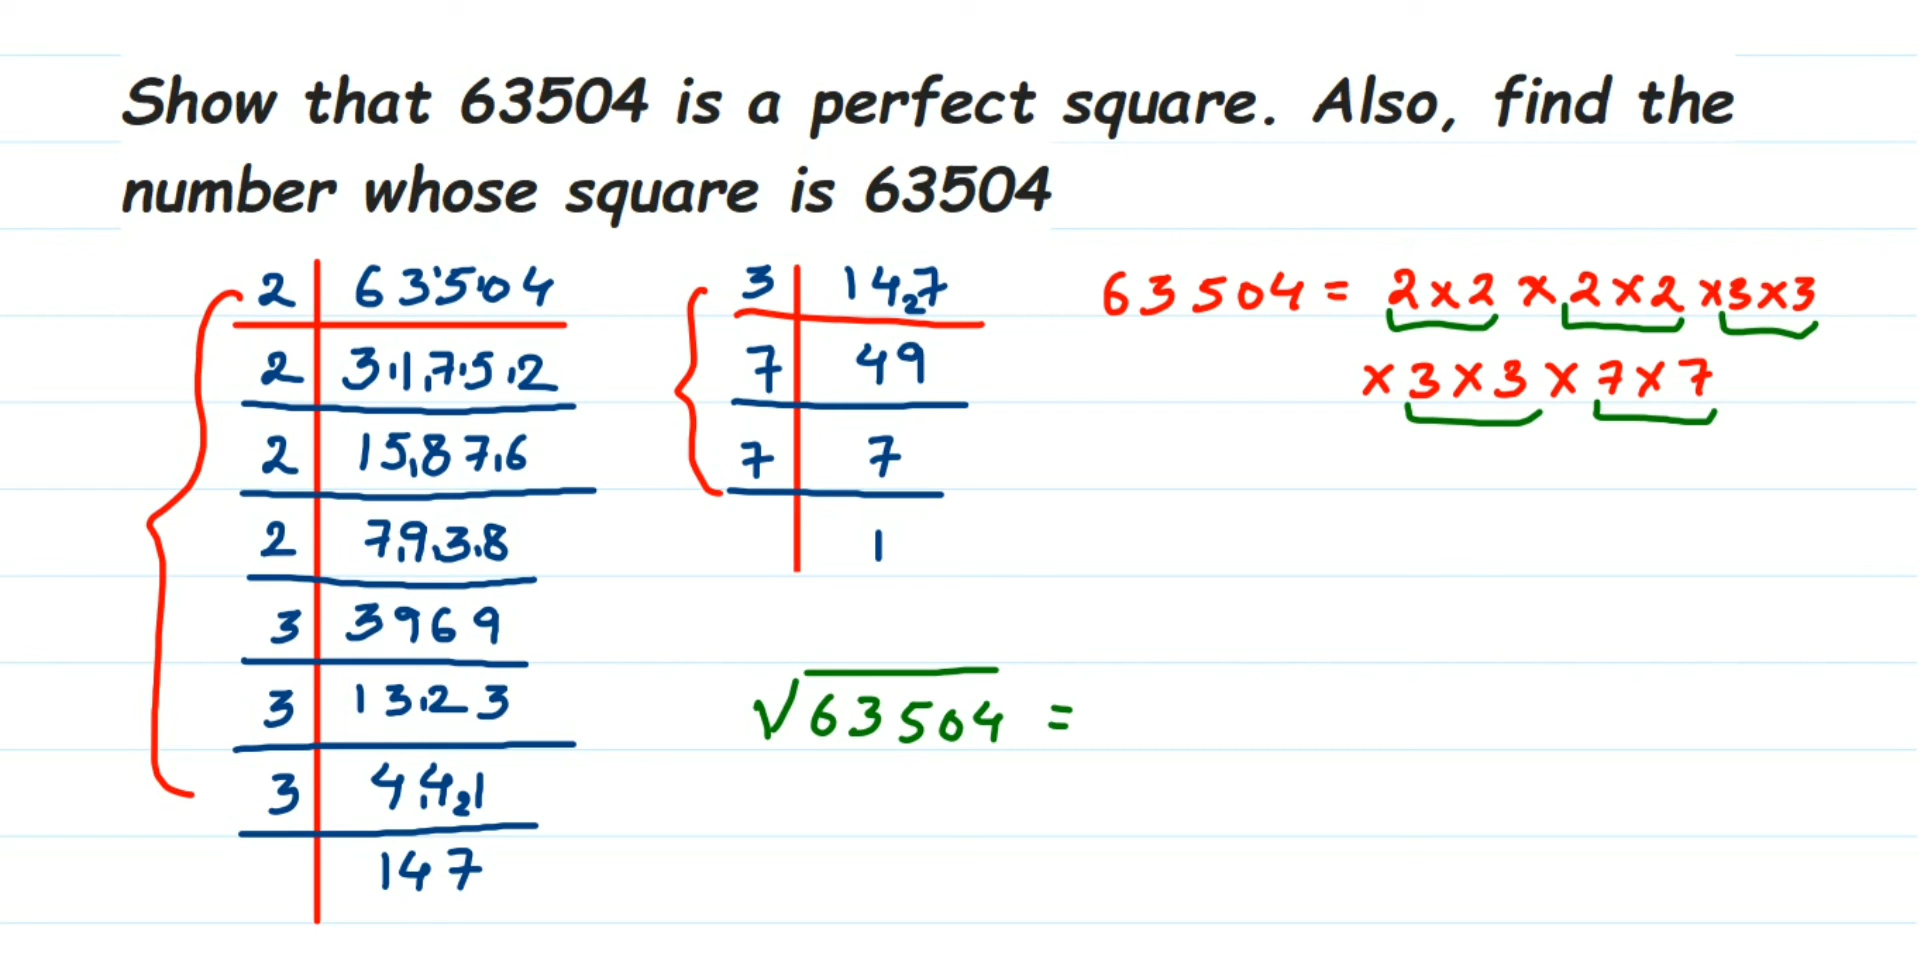 Show that 63504 is a perfect square. Also, find the
number whose square is 63504
2 | 63504
2 | 31752
2 | 15876
2 | 7938
3 | 3969
3 | 1323
3 | 441
147
3 | 147
7 | 49
7 | 7
1
63504 = 2 × 2 × 2 × 2 × 3 × 3
× 3 × 3 × 7 × 7
√63504 =